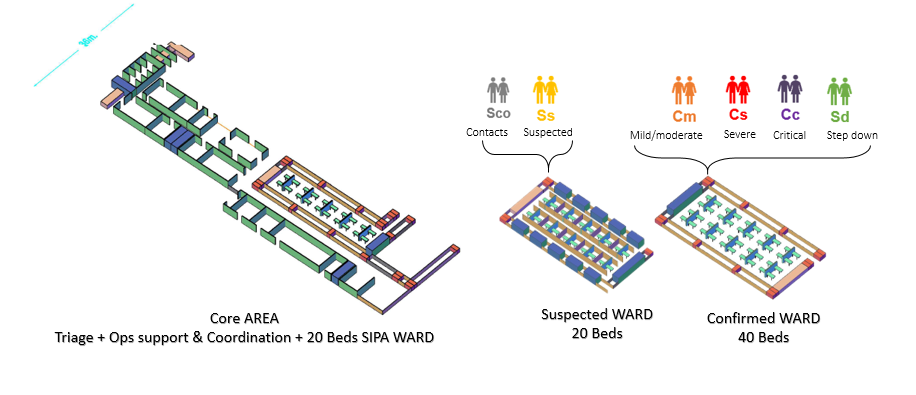 36m.
Sco
Ss
Cm
Cs
Cc
Sd
Contacts
Suspected
Mild/moderate
Severe
Critical
Step down
Core AREA
Triage + Ops support & Coordination + 20 Beds SIPA WARD
Suspected WARD
20 Beds
Confirmed WARD
40 Beds